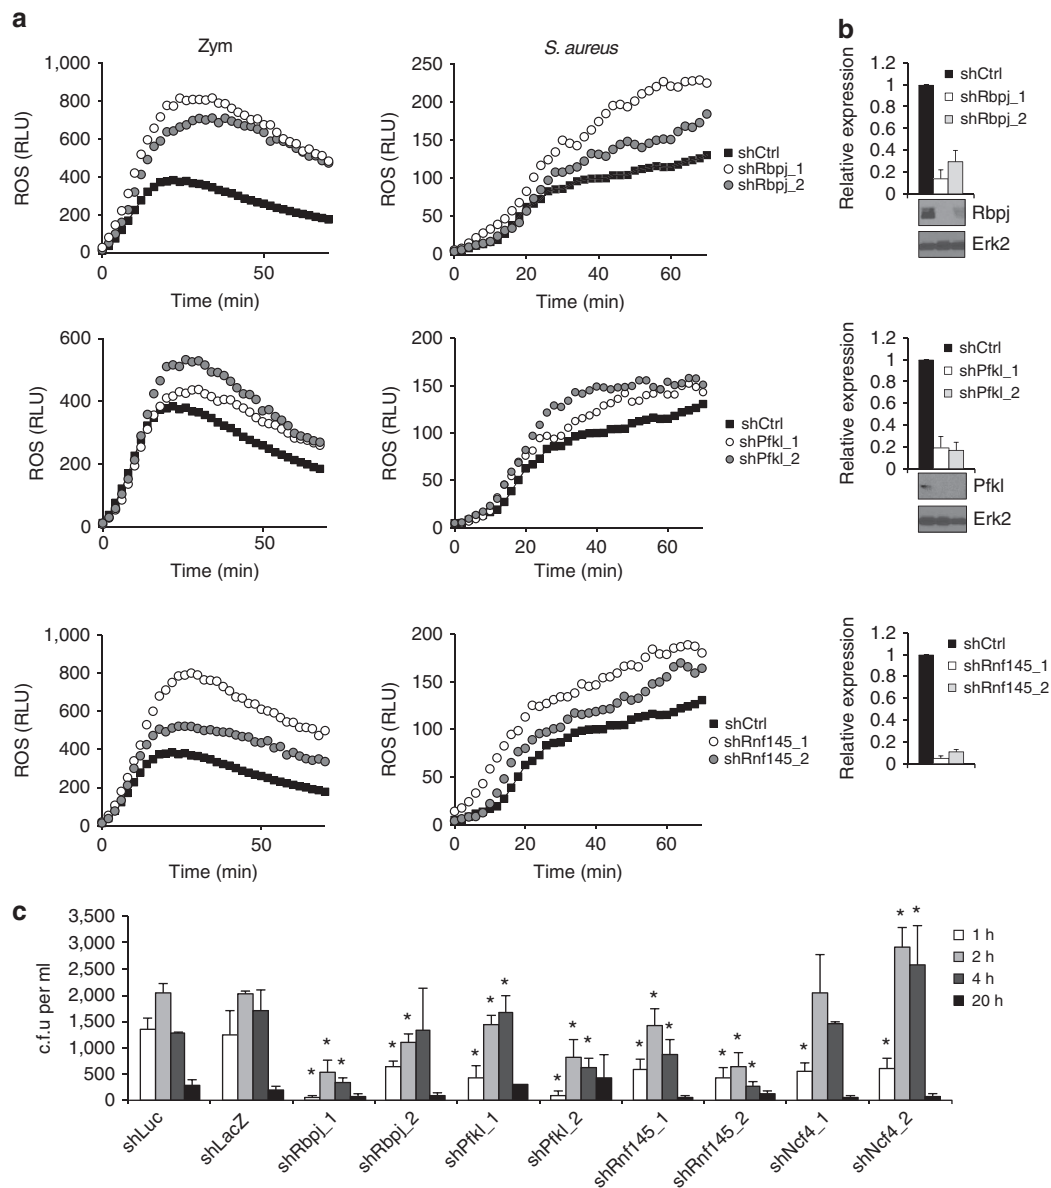 a
Zym
S. aureus
b
ROS (RLU)
1,000
800
600
400
200
0
0
50
Time (min)
ROS (RLU)
250
200
150
100
50
0
0
20
40
60
Time (min)
shCtrl
shRbpj_1
shRbpj_2
Relative expression
1.2
1
0.8
0.6
0.4
0.2
0
shCtrl
shRbpj_1
shRbpj_2
Rbpj
Erk2
ROS (RLU)
600
400
200
0
0
50
Time (min)
ROS (RLU)
200
150
100
50
0
0
20
40
60
Time (min)
shCtrl
shPfkl_1
shPfkl_2
Relative expression
1.2
1
0.8
0.6
0.4
0.2
0
shCtrl
shPfkl_1
shPfkl_2
Pfkl
Erk2
ROS (RLU)
1,000
800
600
400
200
0
0
50
Time (min)
ROS (RLU)
200
150
100
50
0
0
20
40
60
Time (min)
shCtrl
shRnf145_1
shRnf145_2
Relative expression
1.2
1
0.8
0.6
0.4
0.2
0
shCtrl
shRnf145_1
shRnf145_2
c
c.f.u per ml
3,500
3,000
2,500
2,000
1,500
1,000
500
0
* * * * * * * * * * * * * * * * * * * * *
1 h
2 h
4 h
20 h
shLuc
shLacZ
shRbpj_1
shRbpj_2
shPfkl_1
shPfkl_2
shRnf145_1
shRnf145_2
shNcf4_1
shNcf4_2